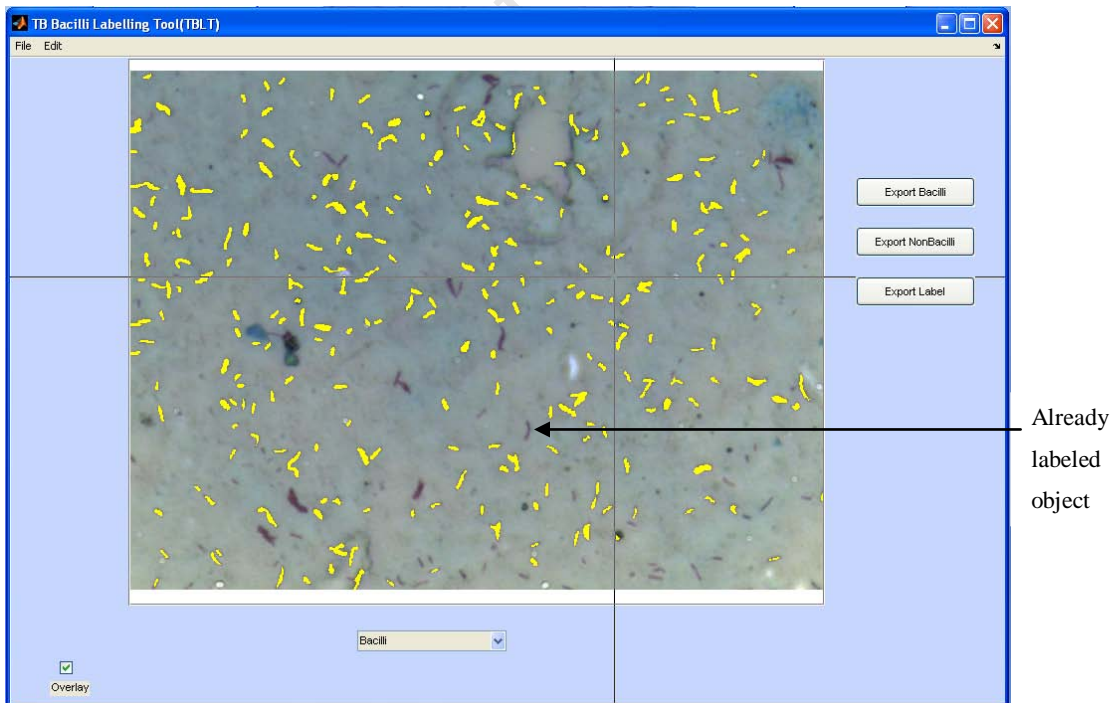 TB Bacilli Labelling Tool(TBLT)
File Edit
Export Bacilli
Export NonBacilli
Export Label
Already
labeled
object
Bacilli
Overlay